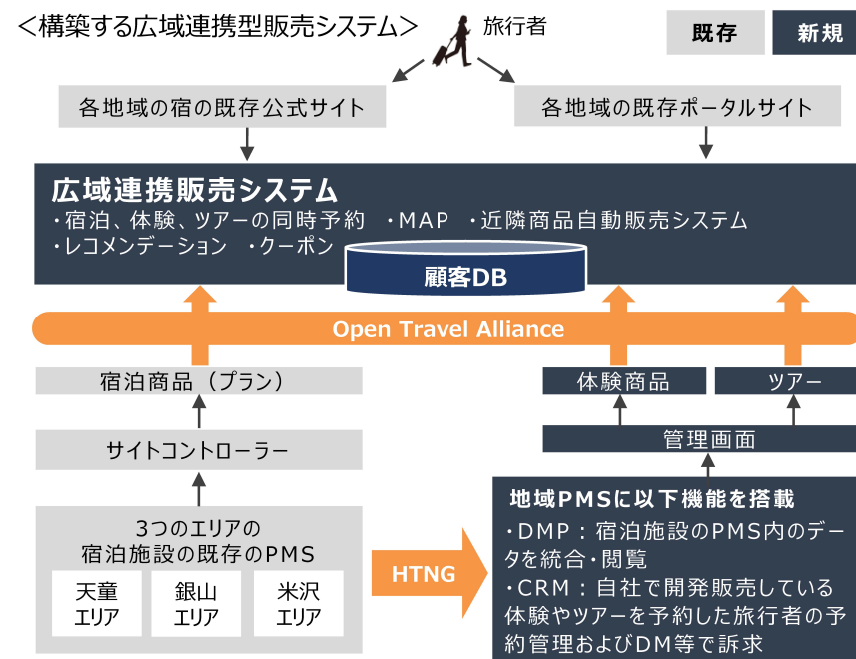 ＜構築する広域連携型販売システム＞
旅行者
既存
新規
各地域の宿の既存公式サイト
各地域の既存ポータルサイト
広域連携販売システム
・宿泊、体験、ツアーの同時予約　・MAP　・近隣商品自動販売システム
・レコメンデーション　・クーポン
顧客DB
Open Travel Alliance
宿泊商品（プラン）
体験商品
ツアー
サイトコントローラー
管理画面
3つのエリアの
宿泊施設の既存のPMS
天童
エリア
銀山
エリア
米沢
エリア
HTNG
地域PMSに以下機能を搭載
・DMP：宿泊施設のPMS内のデー
タを統合・閲覧
・CRM：自社で開発販売している
体験やツアーを予約した旅行者の予
約管理およびDM等で訴求